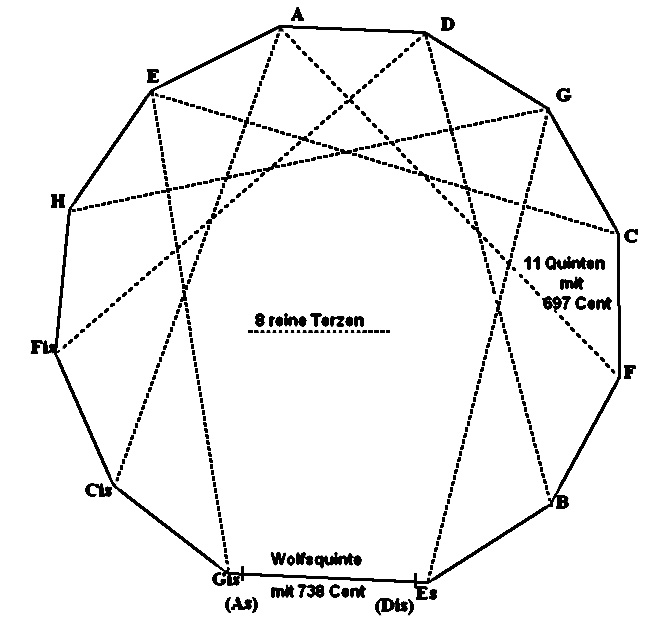 A
D
E
G
H
C
11 Quinten
mit
697 Cent
8 reine Terzen
Fis
F
Cis
B
Wolfsquinte
Gis
Es
mit 738 Cent
(As)
(Dis)